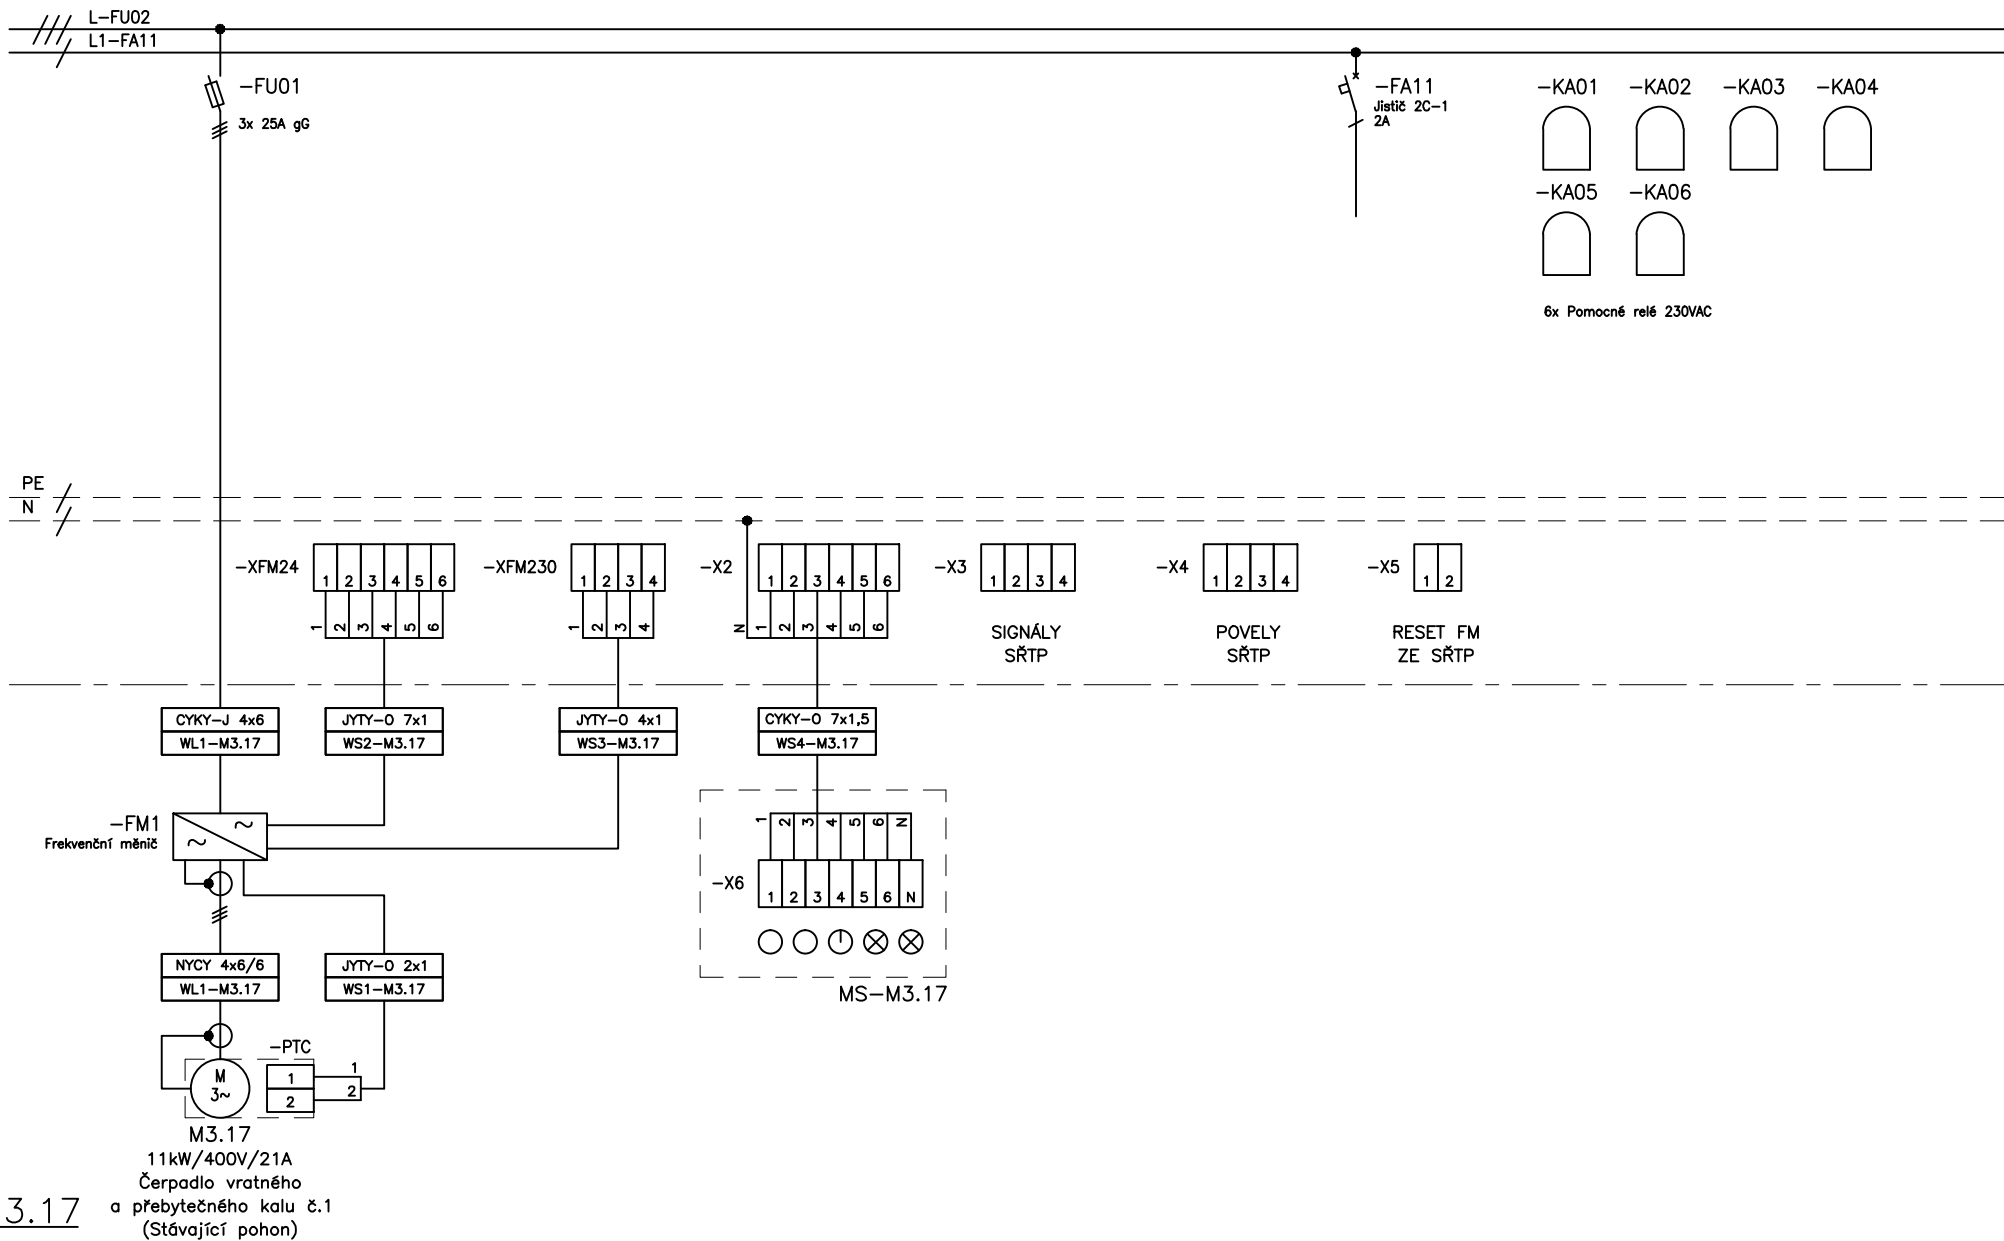 L-FU02
L1-FA11
-FU01
3x 25A gG
-FA11
Jistič 2C-1
2A
-KA01 -KA02 -KA03 -KA04
-KA05 -KA06
6x Pomocné relé 230VAC
PE
N
-XFM24 1 2 3 4 5 6
1 2 3 4 5 6
-XFM230 1 2 3 4
1 2 3 4
-X2 1 2 3 4 5 6
N 1 2 3 4 5 6
-X3 1 2 3 4
SIGNÁLY
SŘTP
-X4 1 2 3 4
POVELY
SŘTP
-X5 1 2
RESET FM
ZE SŘTP
CYKY-J 4x6
WL1-M3.17
JYTY-O 7x1
WS2-M3.17
JYTY-O 4x1
WS3-M3.17
CYKY-O 7x1,5
WS4-M3.17
-FM1
Frekvenční měnič
~
~
1 2 3 4 5 6 N
-X6 1 2 3 4 5 6 N
MS-M3.17
NYCY 4x6/6
WL1-M3.17
JYTY-O 2x1
WS1-M3.17
-PTC
1
2
1
2
M
3~
M3.17
11kW/400V/21A
Čerpadlo vratného
a přebytečného kalu č.1
(Stávající pohon)
3.17